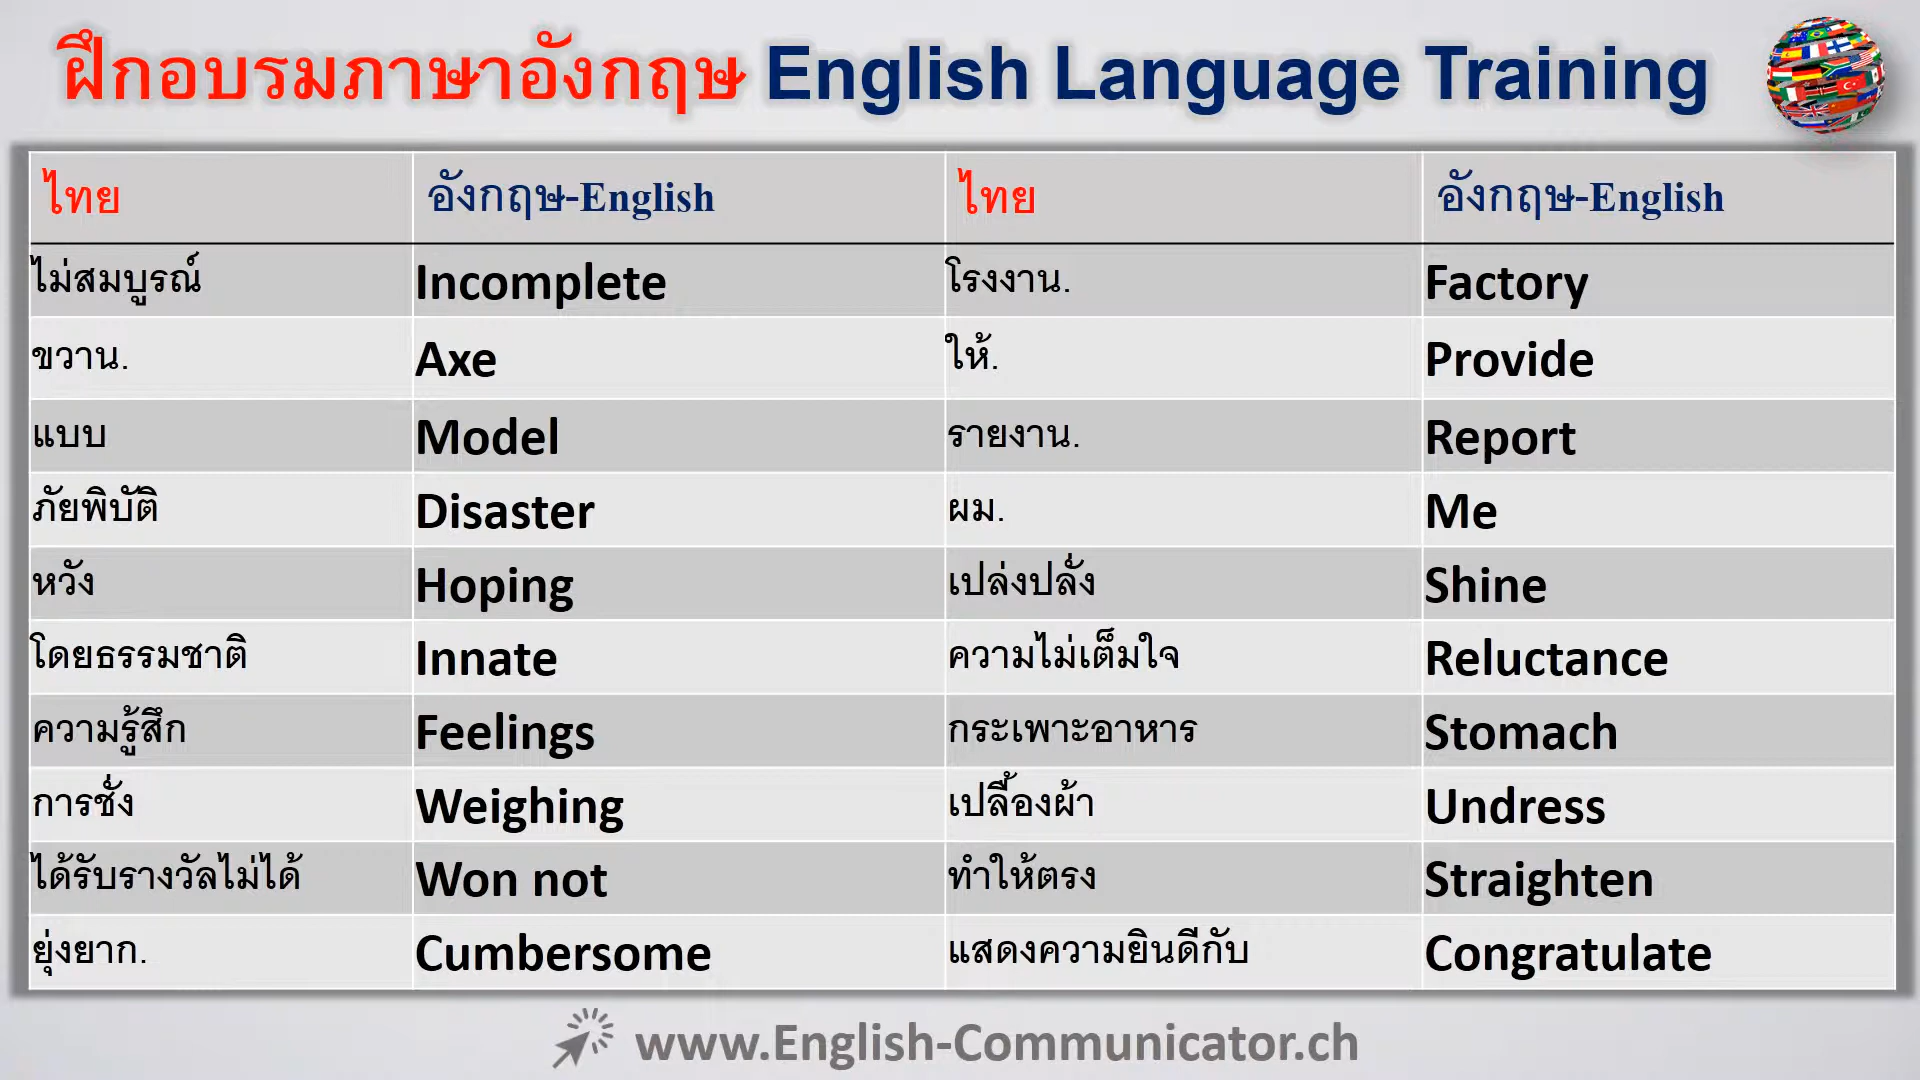 ฝึกอบรมภาษาอังกฤษ English Language Training
ไทย อังกฤษ-English ไทย อังกฤษ-English
ไม่สมบูรณ์ Incomplete โรงงาน. Factory
ขวาน. Axe ให้. Provide
แบบ Model รายงาน. Report
ภัยพิบัติ Disaster ผม. Me
หวัง Hoping เปล่งปลั่ง Shine
โดยธรรมชาติ Innate ความไม่เต็มใจ Reluctance
ความรู้สึก Feelings กระเพาะอาหาร Stomach
การชั่ง Weighing เปลื้องผ้า Undress
ได้รับรางวัลไม่ได้ Won not ทำให้ตรง Straighten
ยุ่งยาก. Cumbersome แสดงความยินดีกับ Congratulate
www.English-Communicator.ch